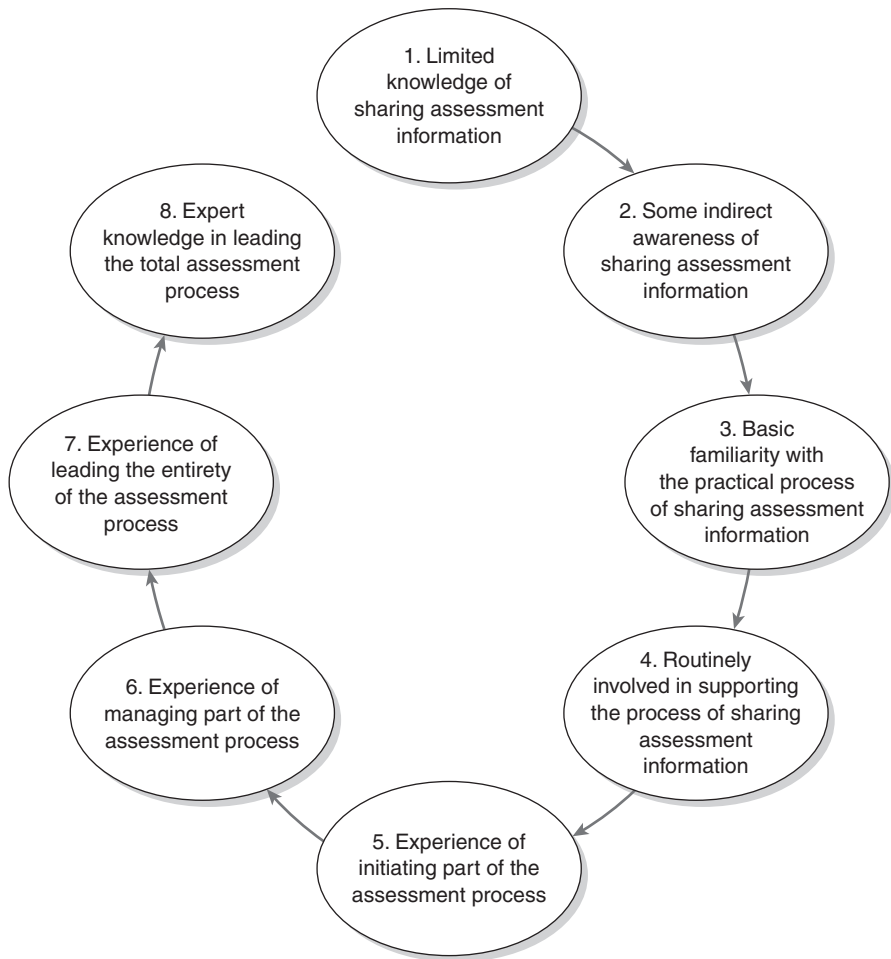 1. Limited
knowledge of
sharing assessment
information
2. Some indirect
awareness of
sharing assessment
information
3. Basic
familiarity with
the practical process
of sharing assessment
information
4. Routinely
involved in supporting
the process of sharing
assessment
information
5. Experience of
initiating part of the
assessment process
6. Experience of
managing part of the
assessment process
7. Experience of
leading the entirety
of the assessment
process
8. Expert
knowledge in leading
the total assessment
process